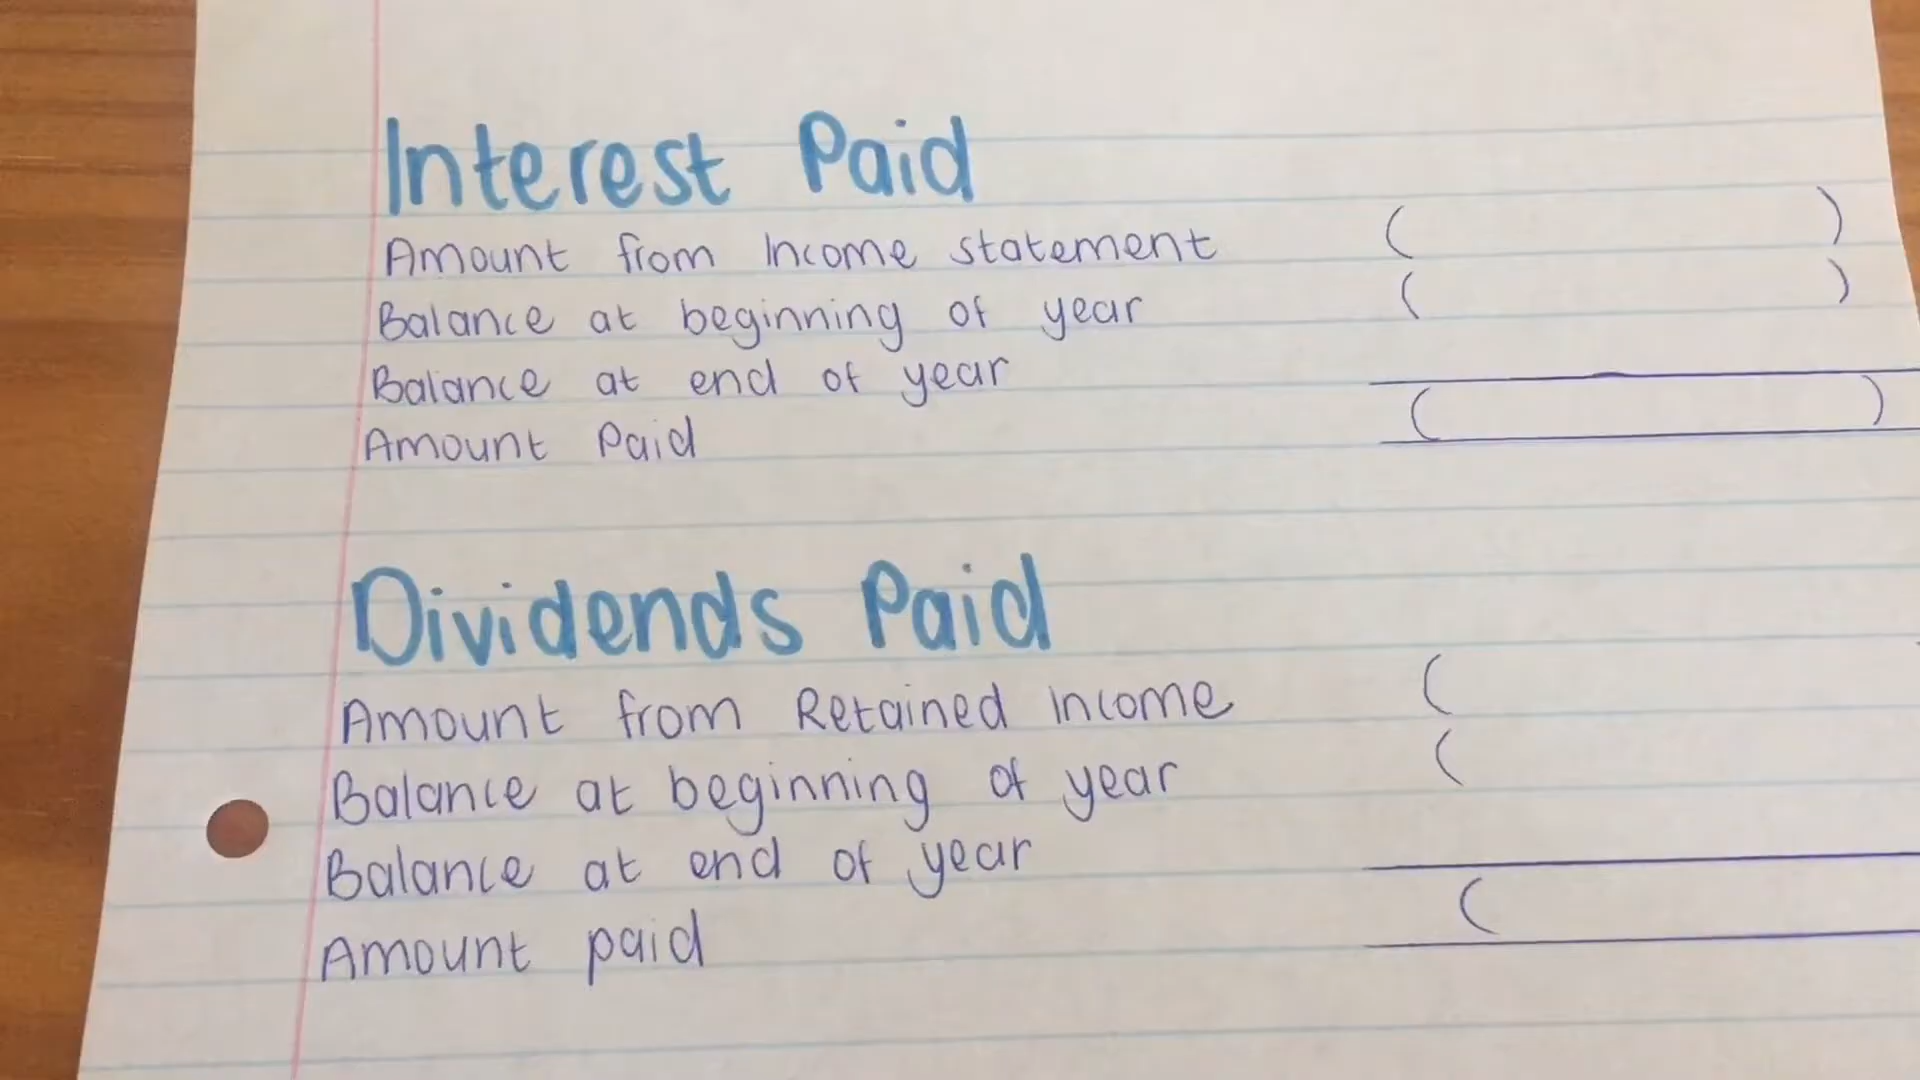 Interest Paid
Amount from Income statement ( )
Balance at beginning of year ( )
Balance at end of year
Amount Paid ( )
Dividends Paid
Amount from Retained Income (
Balance at beginning of year (
Balance at end of year
Amount paid (